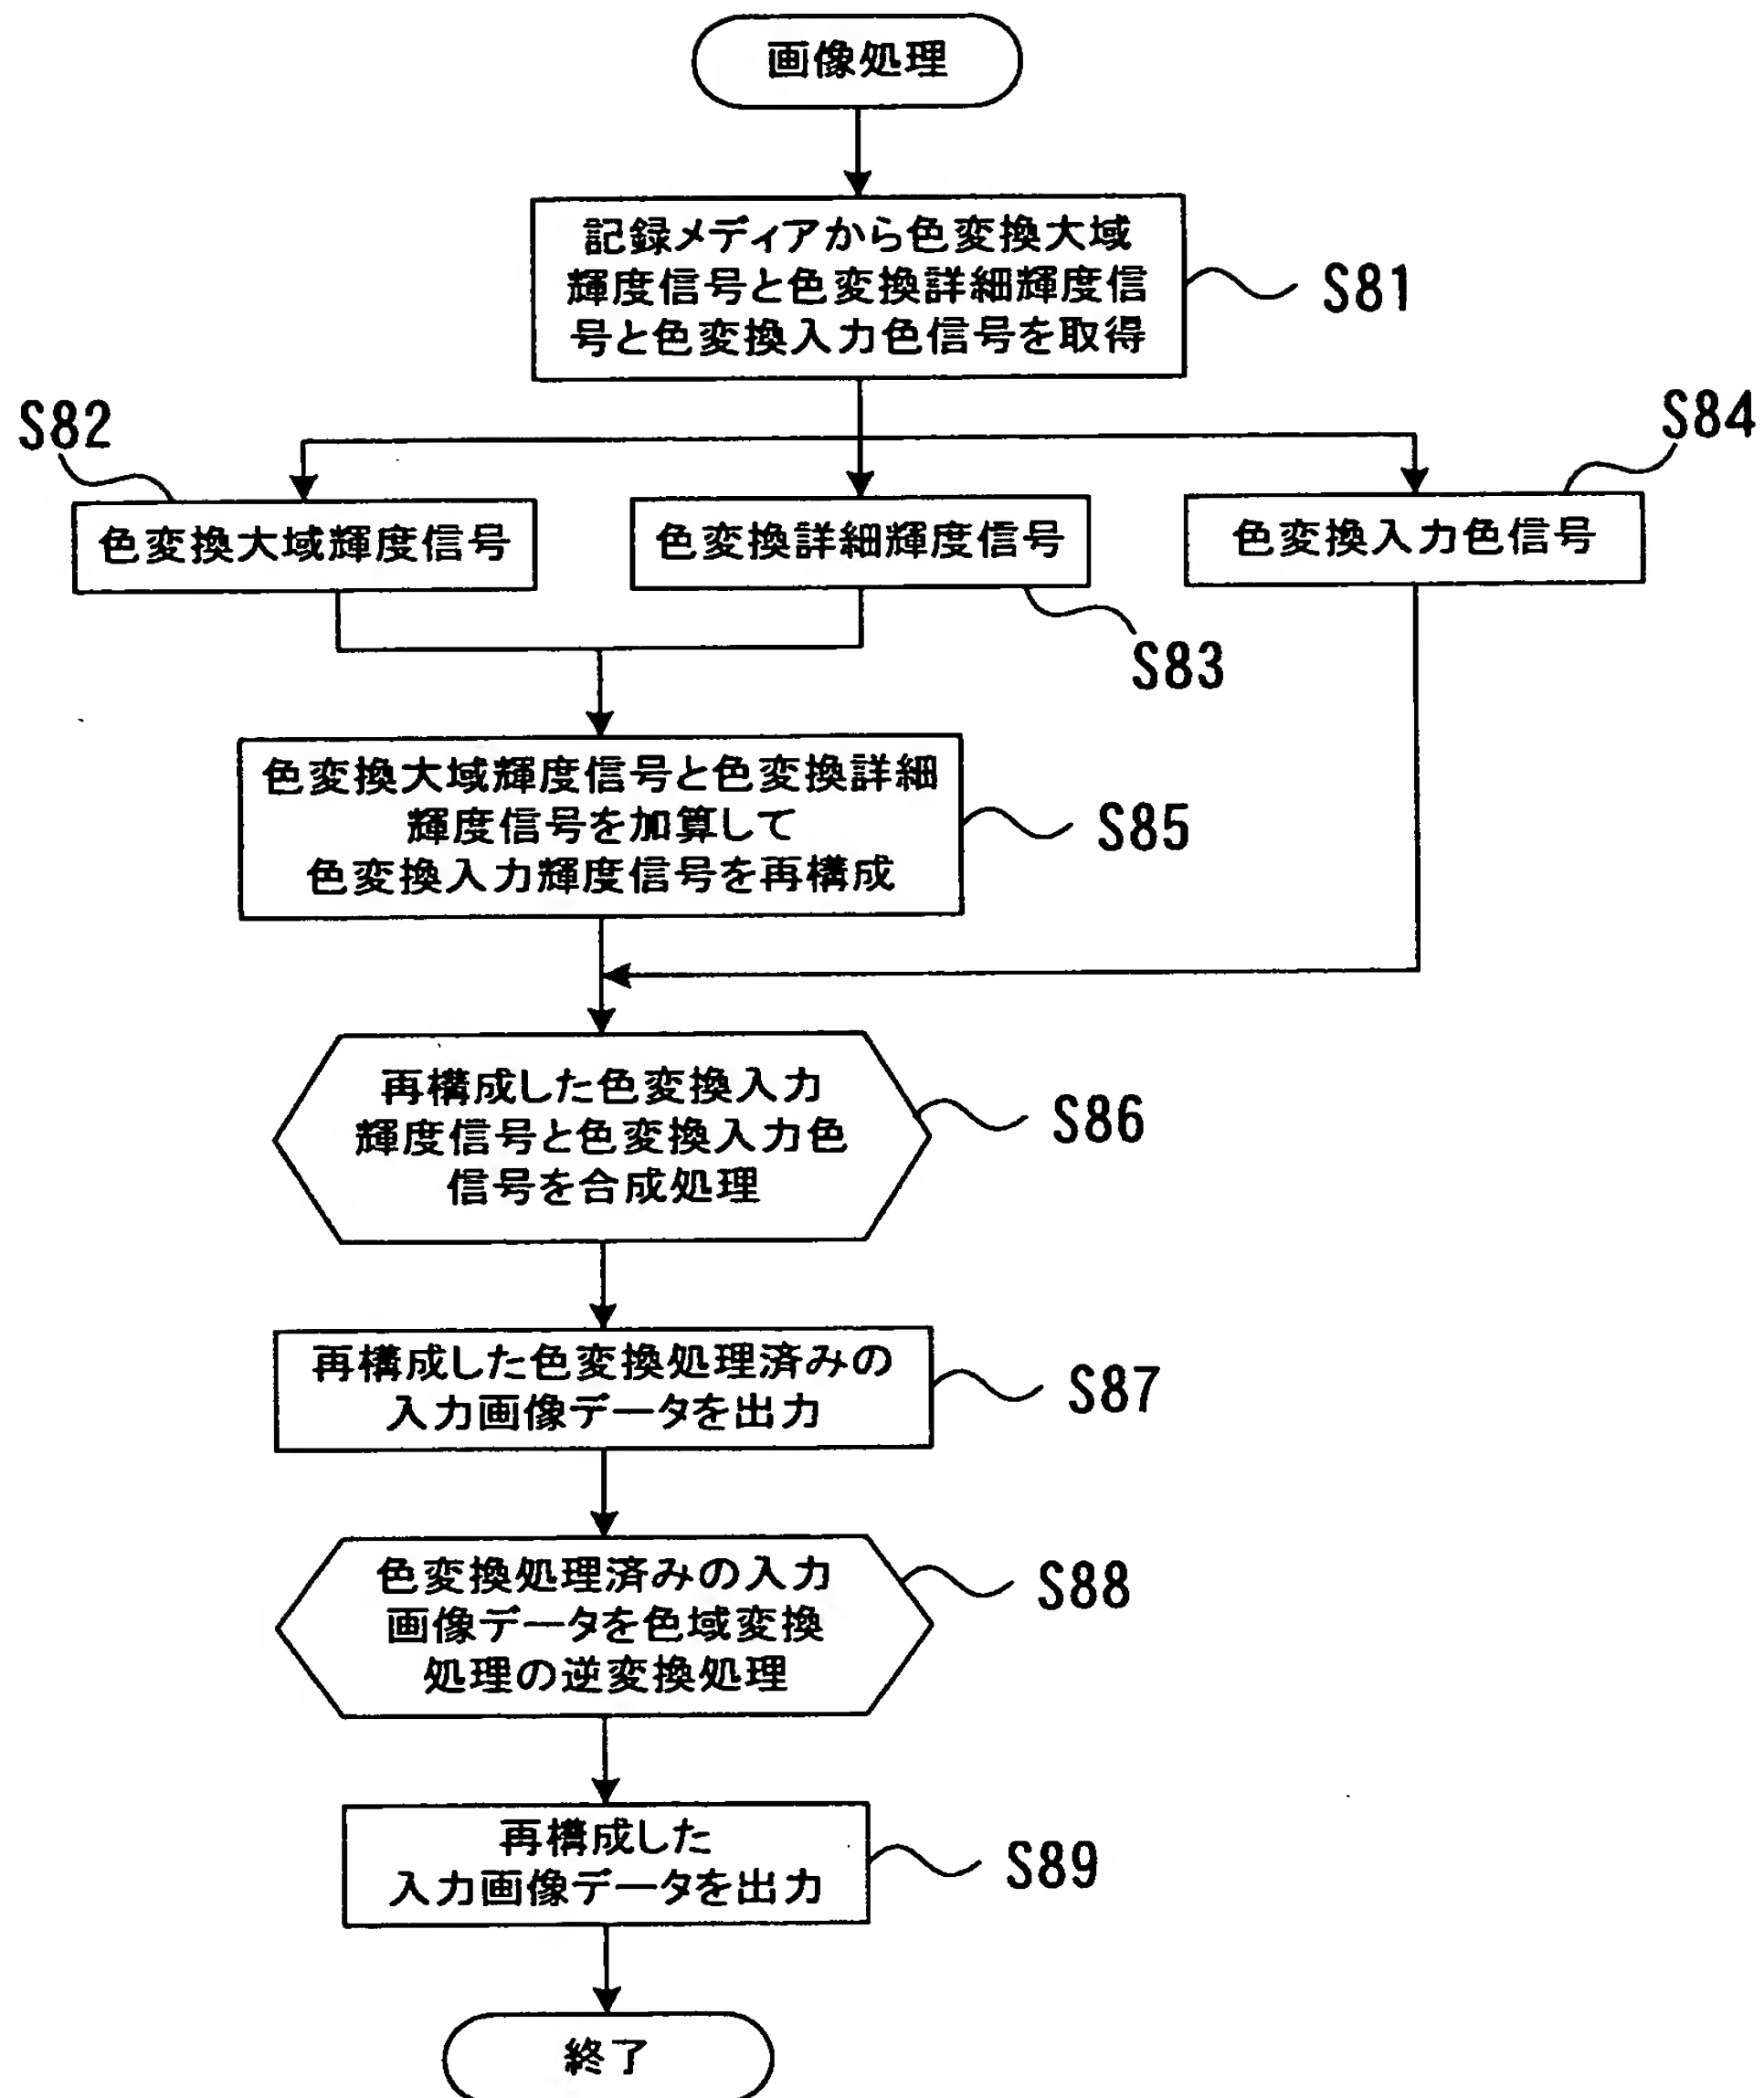 画像処理
記録メディアから色変換大域
輝度信号と色変換詳細輝度信
号と色変換入力色信号を取得
S81
S82
S84
色変換大域輝度信号
色変換詳細輝度信号
色変換入力色信号
S83
色変換大域輝度信号と色変換詳細
輝度信号を加算して
色変換入力輝度信号を再構成
S85
再構成した色変換入力
輝度信号と色変換入力色
信号を合成処理
S86
再構成した色変換処理済みの
入力画像データを出力
S87
色変換処理済みの入力
画像データを色域変換
処理の逆変換処理
S88
再構成した
入力画像データを出力
S89
終了